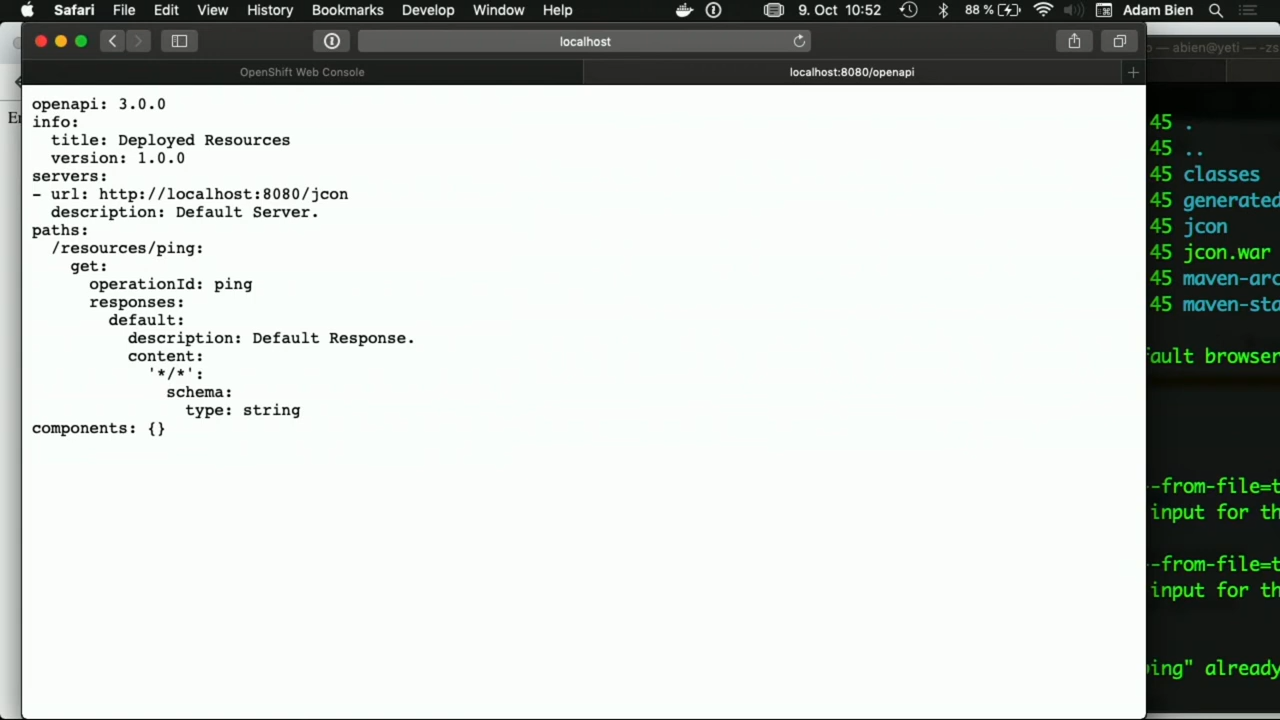 Safari File Edit View History Bookmarks Develop Window Help 9. Oct 10:52 88 % Adam Bien
localhost
abien@yeti — -zs
OpenShift Web Console
localhost:8080/openapi
openapi: 3.0.0
info:
  title: Deployed Resources
  version: 1.0.0
servers:
- url: http://localhost:8080/jcon
  description: Default Server.
paths:
  /resources/ping:
    get:
      operationId: ping
      responses:
        default:
          description: Default Response.
          content:
            '*/*':
              schema:
                type: string
components: {}
45 .
45 ..
45 classes
45 generated
45 jcon
45 jcon.war
45 maven-arc
45 maven-sta
fault browser
--from-file=t
input for th
--from-file=t
input for th
ping" already